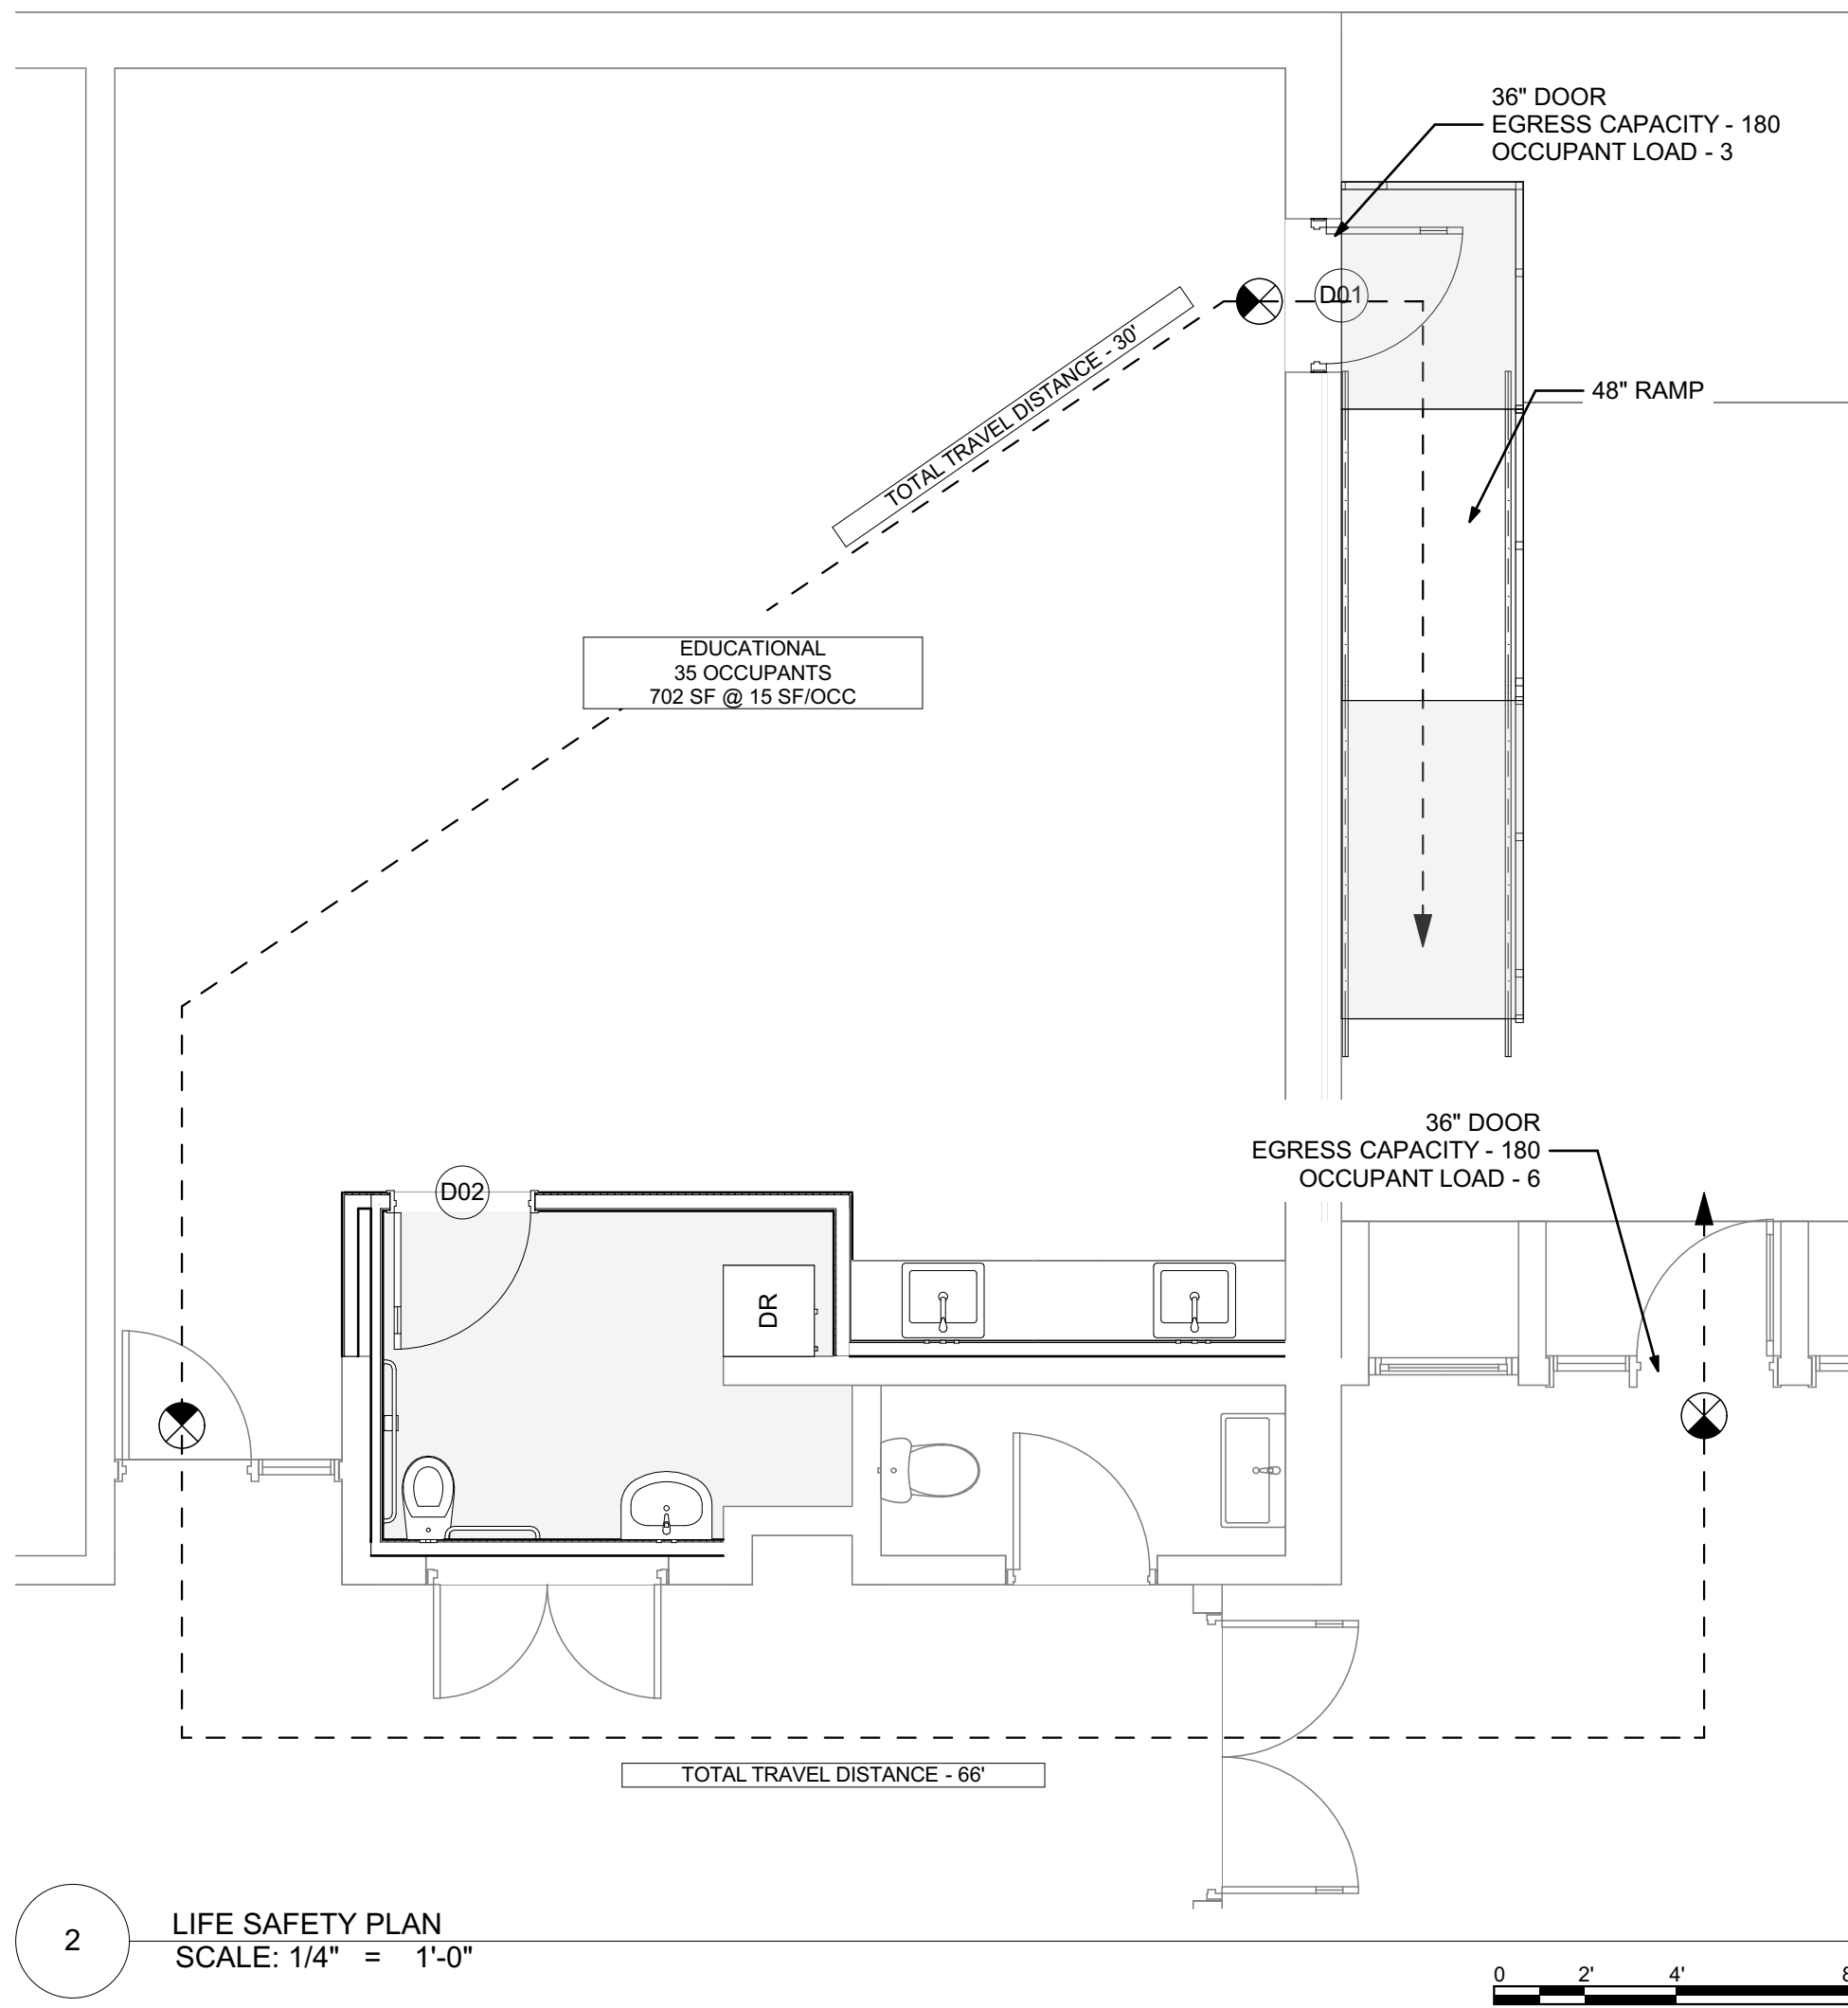 36" DOOR
EGRESS CAPACITY - 180
OCCUPANT LOAD - 3
D01
TOTAL TRAVEL DISTANCE - 30'
48" RAMP
EDUCATIONAL
35 OCCUPANTS
702 SF @ 15 SF/OCC
36" DOOR
EGRESS CAPACITY - 180
OCCUPANT LOAD - 6
D02
DR
TOTAL TRAVEL DISTANCE - 66'
2
LIFE SAFETY PLAN
SCALE: 1/4" = 1'-0"
0 2' 4' 8